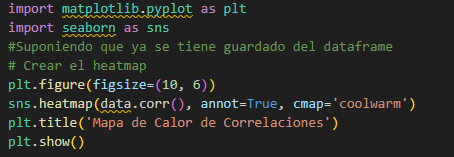 import matplotlib.pyplot as plt
import seaborn as sns
#Suponiendo que ya se tiene guardado del dataframe
# Crear el heatmap
plt.figure(figsize=(10, 6))
sns.heatmap(data.corr(), annot=True, cmap='coolwarm')
plt.title('Mapa de Calor de Correlaciones')
plt.show()